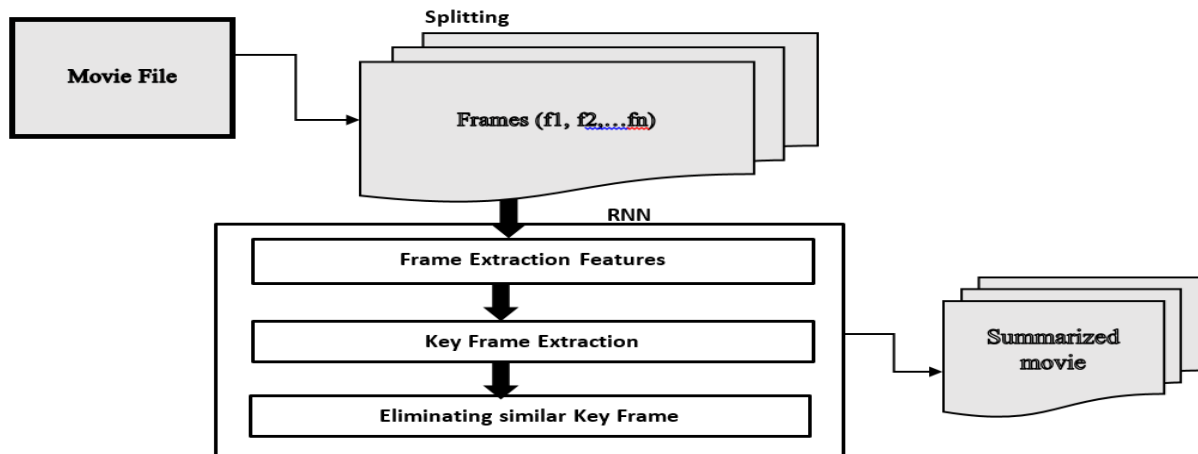 Splitting
Movie File
Frames (f1, f2,…fn)
RNN
Frame Extraction Features
Key Frame Extraction
Eliminating similar Key Frame
Summarized
movie